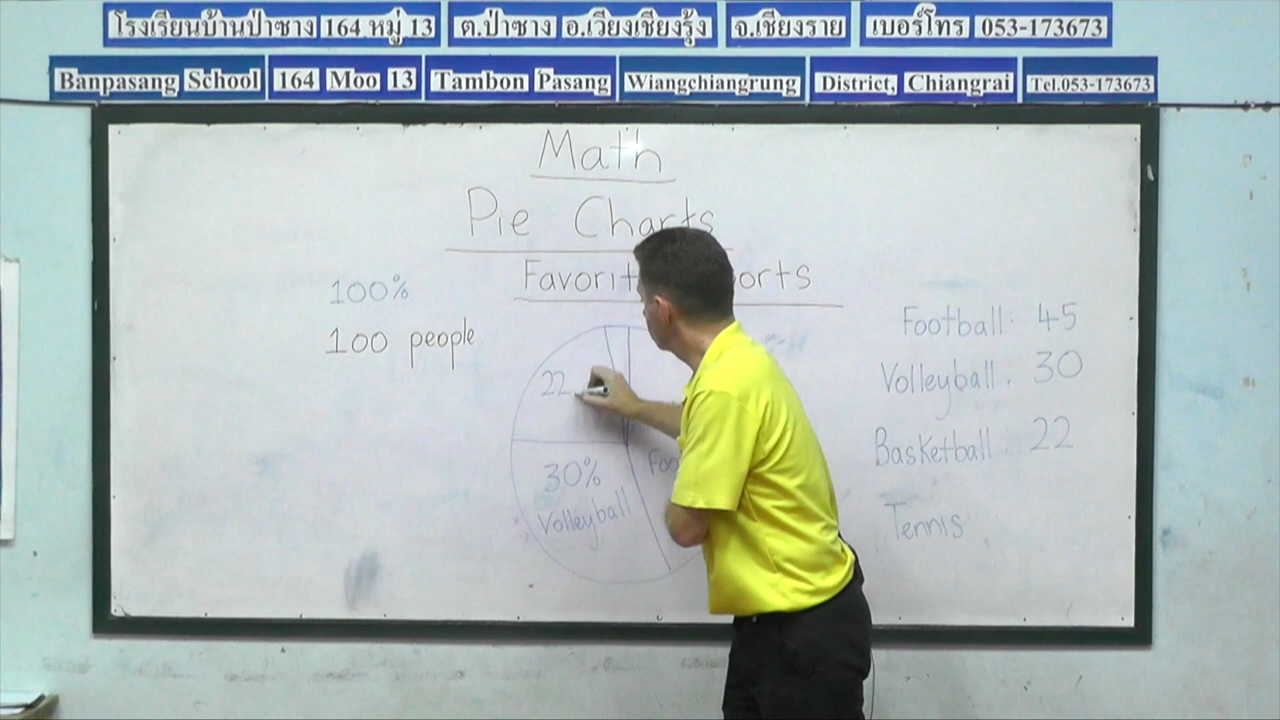 โรงเรียนบ้านป่าซาง 164 หมู่ 13 ต.ป่าซาง อ.เวียงเชียงรุ้ง จ.เชียงราย เบอร์โทร 053-173673
Banpasang School 164 Moo 13 Tambon Pasang Wiangchiangrung District, Chiangrai Tel.053-173673
Math
Pie Charts
Favorit orts
100%
100 people
Football: 45
Volleyball: 30
Basketball: 22
Tennis:
22
30%
Volleyball
Foo